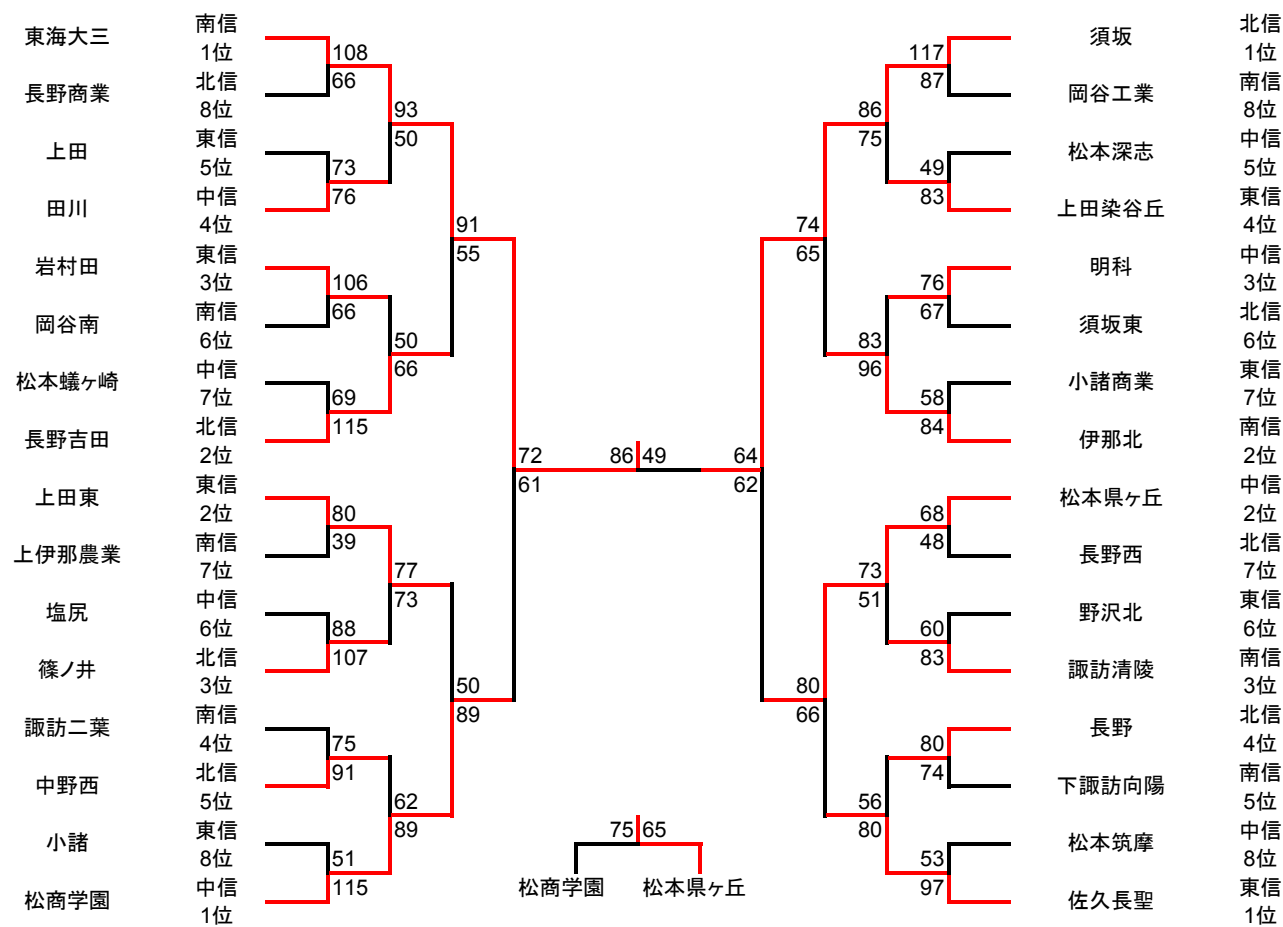 東海大三 南信 1位
長野商業 北信 8位
上田 東信 5位
田川 中信 4位
岩村田 東信 3位
岡谷南 南信 6位
松本蟻ヶ崎 中信 7位
長野吉田 北信 2位
上田東 東信 2位
上伊那農業 南信 7位
塩尻 中信 6位
篠ノ井 北信 3位
諏訪二葉 南信 4位
中野西 北信 5位
小諸 東信 8位
松商学園 中信 1位
108
66
73
76
106
66
69
115
80
39
88
107
75
91
51
115
93
50
50
66
77
73
62
89
91
55
50
89
72
61
86 49
64
62
74
65
80
66
86
75
83
96
73
51
56
80
117
87
49
83
76
67
58
84
68
48
60
83
80
74
53
97
須坂 北信 1位
岡谷工業 南信 8位
松本深志 中信 5位
上田染谷丘 東信 4位
明科 中信 3位
須坂東 北信 6位
小諸商業 東信 7位
伊那北 南信 2位
松本県ヶ丘 中信 2位
長野西 北信 7位
野沢北 東信 6位
諏訪清陵 南信 3位
長野 北信 4位
下諏訪向陽 南信 5位
松本筑摩 中信 8位
佐久長聖 東信 1位
75 65
松商学園 松本県ヶ丘